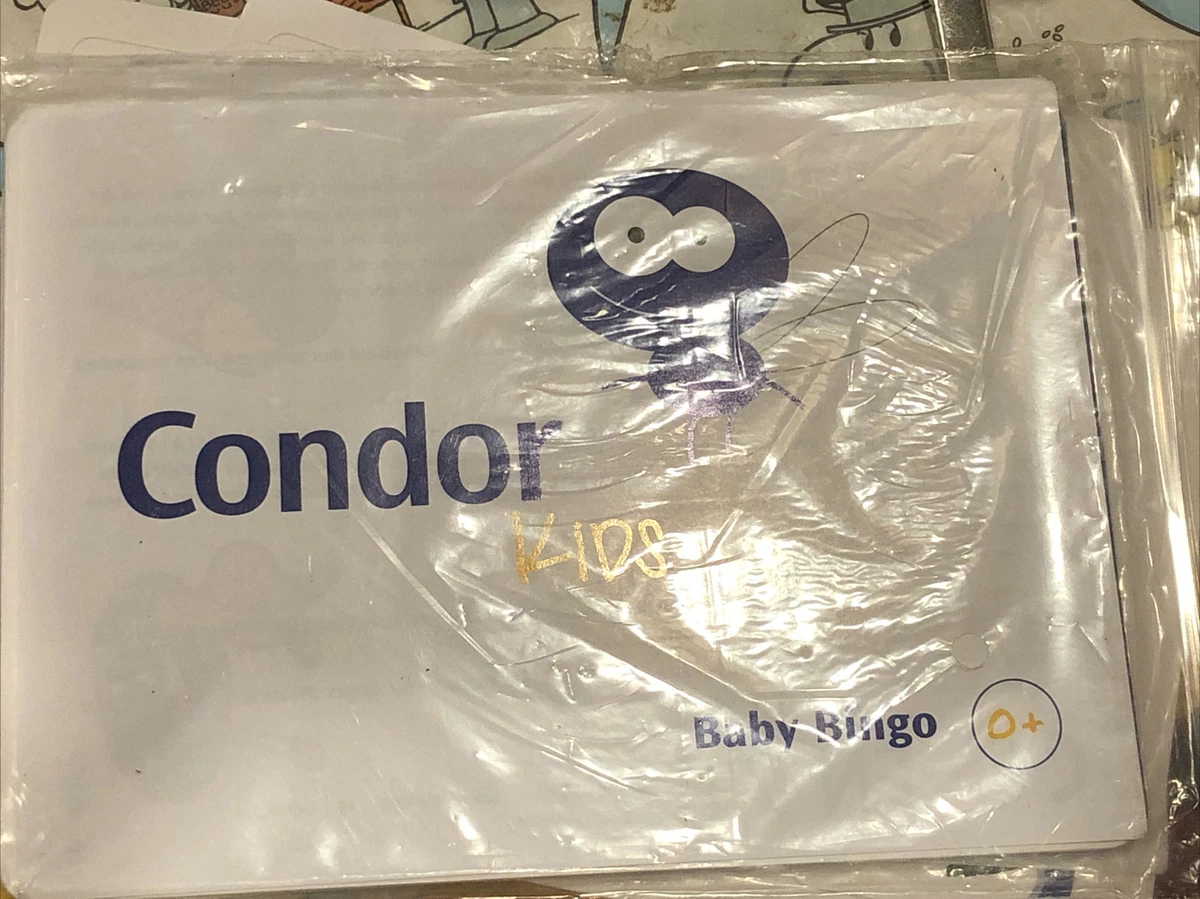 Condor
KIDS
Baby Bingo 0+